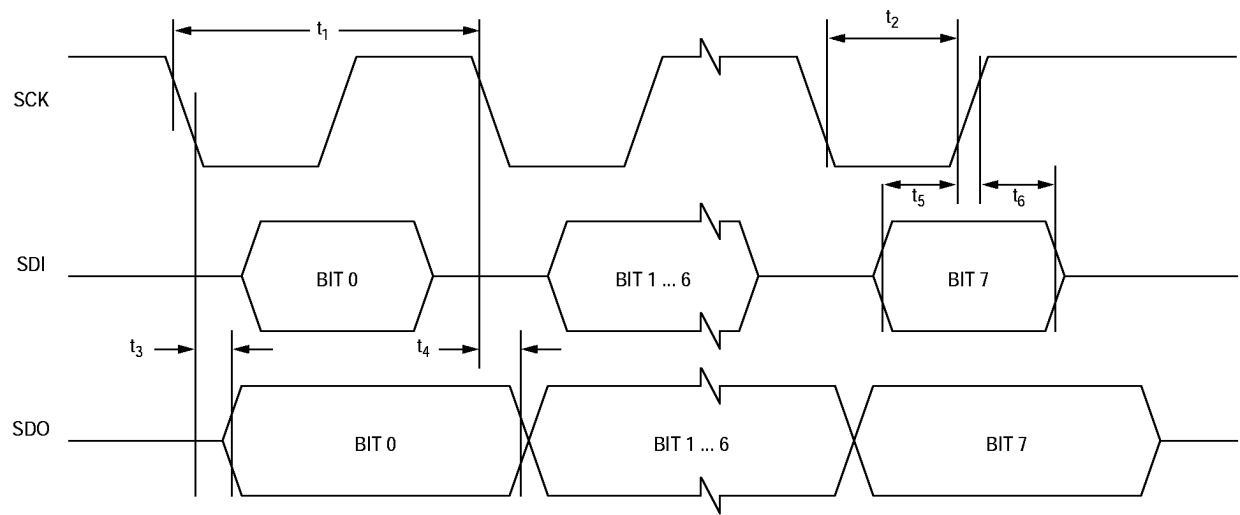 t1
t2
SCK
t5
t6
SDI
BIT 0
BIT 1 ... 6
BIT 7
t3
t4
SDO
BIT 0
BIT 1 ... 6
BIT 7